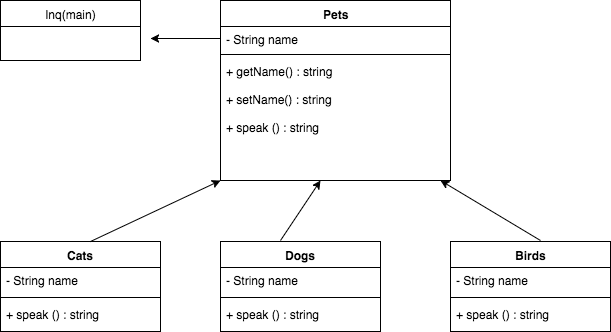 Inq(main)
Pets
- String name
+ getName() : string
+ setName() : string
+ speak () : string
Cats
- String name
+ speak () : string
Dogs
- String name
+ speak () : string
Birds
- String name
+ speak () : string